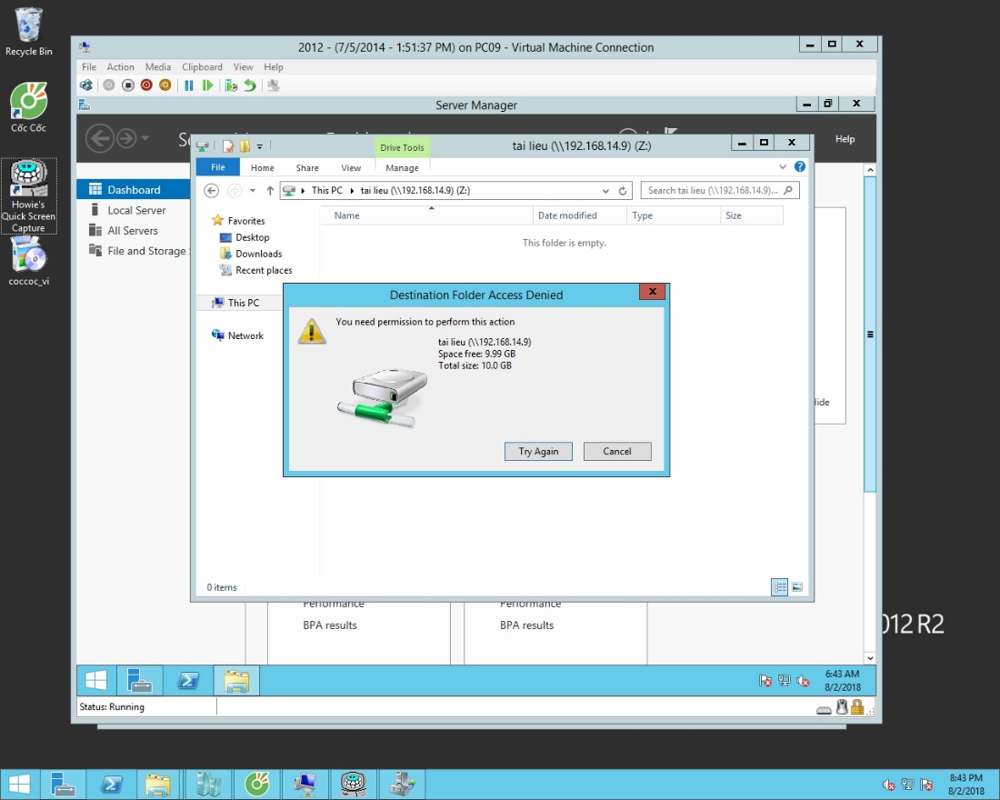 Recycle Bin
Cốc Cốc
Howie's
Quick Screen
Capture
coccoc_vi
2012 - (7/5/2014 - 1:51:37 PM) on PC09 - Virtual Machine Connection
File Action Media Clipboard View Help
Server Manager
Help
Drive Tools
tai lieu (\\192.168.14.9) (Z:)
File Home Share View Manage
This PC tai lieu (\\192.168.14.9) (Z:)
Search tai lieu (\\192.168.14.9)...
Dashboard
Local Server
All Servers
File and Storage
Favorites
Desktop
Downloads
Recent places
This PC
Network
Name Date modified Type Size
This folder is empty.
Destination Folder Access Denied
You need permission to perform this action
tai lieu (\\192.168.14.9)
Space free: 9.99 GB
Total size: 10.0 GB
Try Again Cancel
0 items
Performance Performance
BPA results BPA results
012 R2
6:43 AM
8/2/2018
Status: Running
8:43 PM
8/2/2018